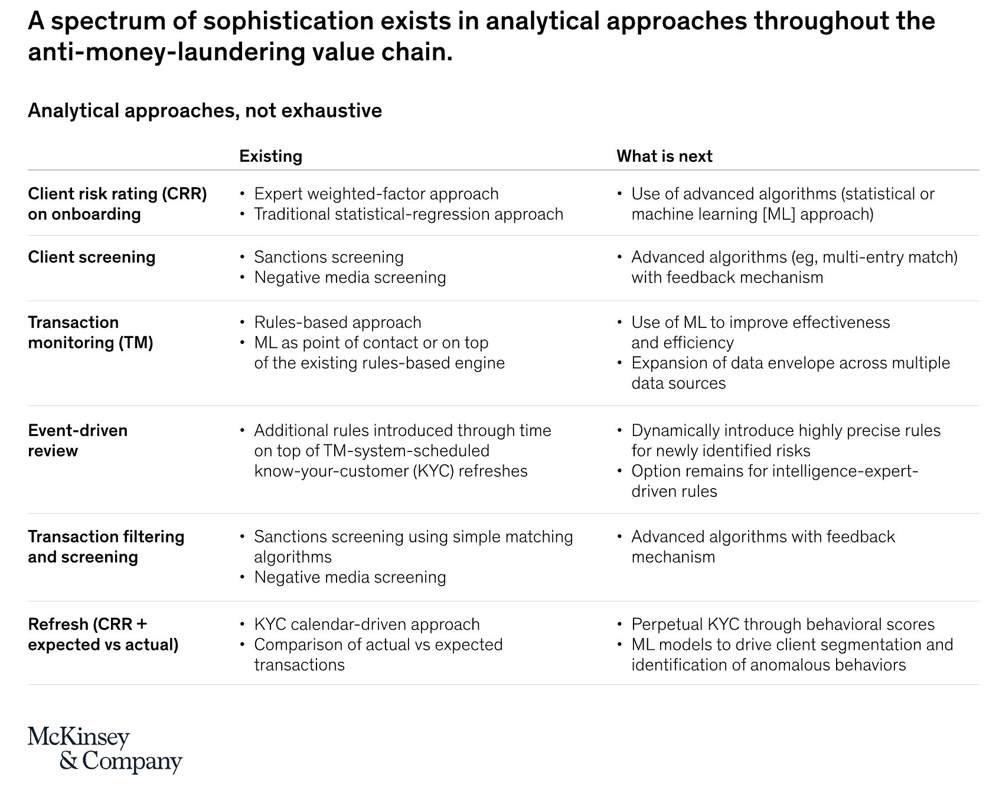 A spectrum of sophistication exists in analytical approaches throughout the
anti-money-laundering value chain.
Analytical approaches, not exhaustive
Existing
What is next
Client risk rating (CRR)
on onboarding
• Expert weighted-factor approach
• Traditional statistical-regression approach
• Use of advanced algorithms (statistical or
machine learning [ML] approach)
Client screening
• Sanctions screening
• Negative media screening
• Advanced algorithms (eg, multi-entry match)
with feedback mechanism
Transaction
monitoring (TM)
• Rules-based approach
• ML as point of contact or on top
of the existing rules-based engine
• Use of ML to improve effectiveness
and efficiency
• Expansion of data envelope across multiple
data sources
Event-driven
review
• Additional rules introduced through time
on top of TM-system-scheduled
know-your-customer (KYC) refreshes
• Dynamically introduce highly precise rules
for newly identified risks
• Option remains for intelligence-expert-
driven rules
Transaction filtering
and screening
• Sanctions screening using simple matching
algorithms
• Negative media screening
• Advanced algorithms with feedback
mechanism
Refresh (CRR +
expected vs actual)
• KYC calendar-driven approach
• Comparison of actual vs expected
transactions
• Perpetual KYC through behavioral scores
• ML models to drive client segmentation and
identification of anomalous behaviors
McKinsey
& Company